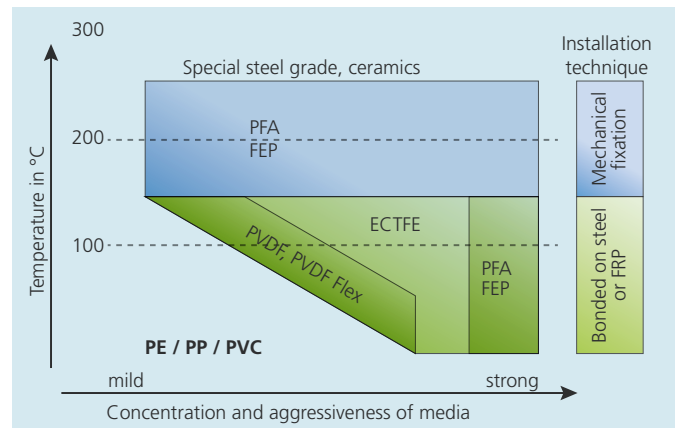 300
Installation
technique
Special steel grade, ceramics
Temperature in °C
200
PFA
FEP
Mechanical
fixation
100
ECTFE
PVDF, PVDF Flex
PFA
FEP
Bonded on steel
or FRP
PE / PP / PVC
mild
strong
Concentration and aggressiveness of media